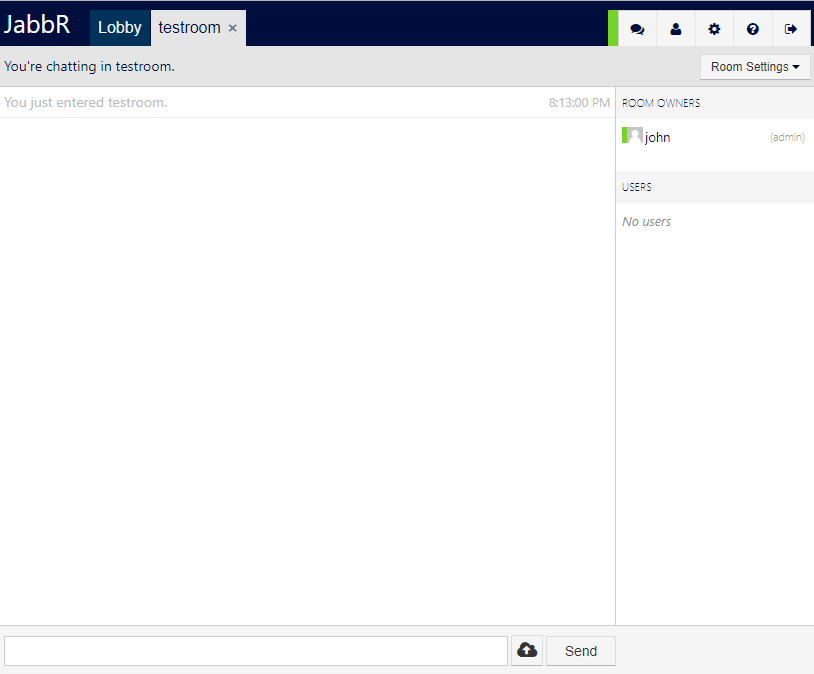 JabbR Lobby testroom ×
You're chatting in testroom. Room Settings
You just entered testroom. 8:13:00 PM
ROOM OWNERS
john (admin)
USERS
No users
Send